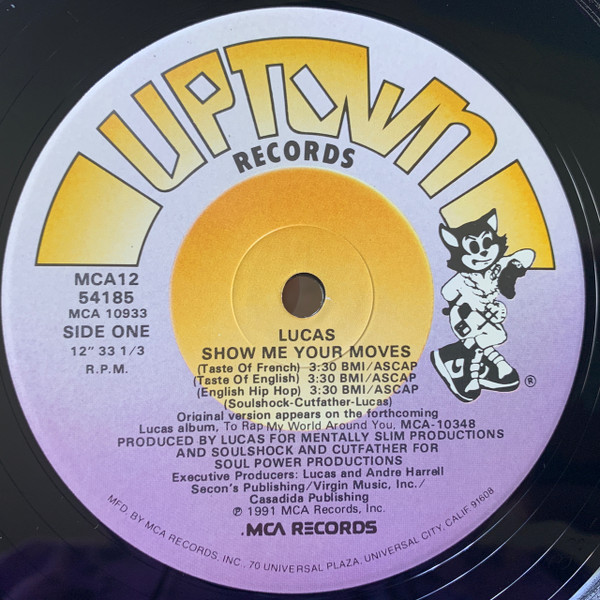 UPTOWN
RECORDS
MCA12
54185
MCA 10933
SIDE ONE
12" 33 1/3
R.P.M.
®
LUCAS
SHOW ME YOUR MOVES
(Taste Of French) 3:30 BMI/ASCAP
(Taste Of English) 3:30 BMI/ASCAP
(English Hip Hop) 3:30 BMI/ASCAP
(Soulshock-Cutfather-Lucas)
Original version appears on the forthcoming
Lucas album, To Rap My World Around You, MCA-10348
PRODUCED BY LUCAS FOR MENTALLY SLIM PRODUCTIONS
AND SOULSHOCK AND CUTFATHER FOR
SOUL POWER PRODUCTIONS
Executive Producers: Lucas and Andre Harrell
Secon's Publishing/Virgin Music, Inc./
Casadida Publishing
℗ 1991 MCA Records, Inc.
.MCA RECORDS
MFD. BY MCA RECORDS, INC., 70 UNIVERSAL PLAZA, UNIVERSAL CITY, CALIF. 91608